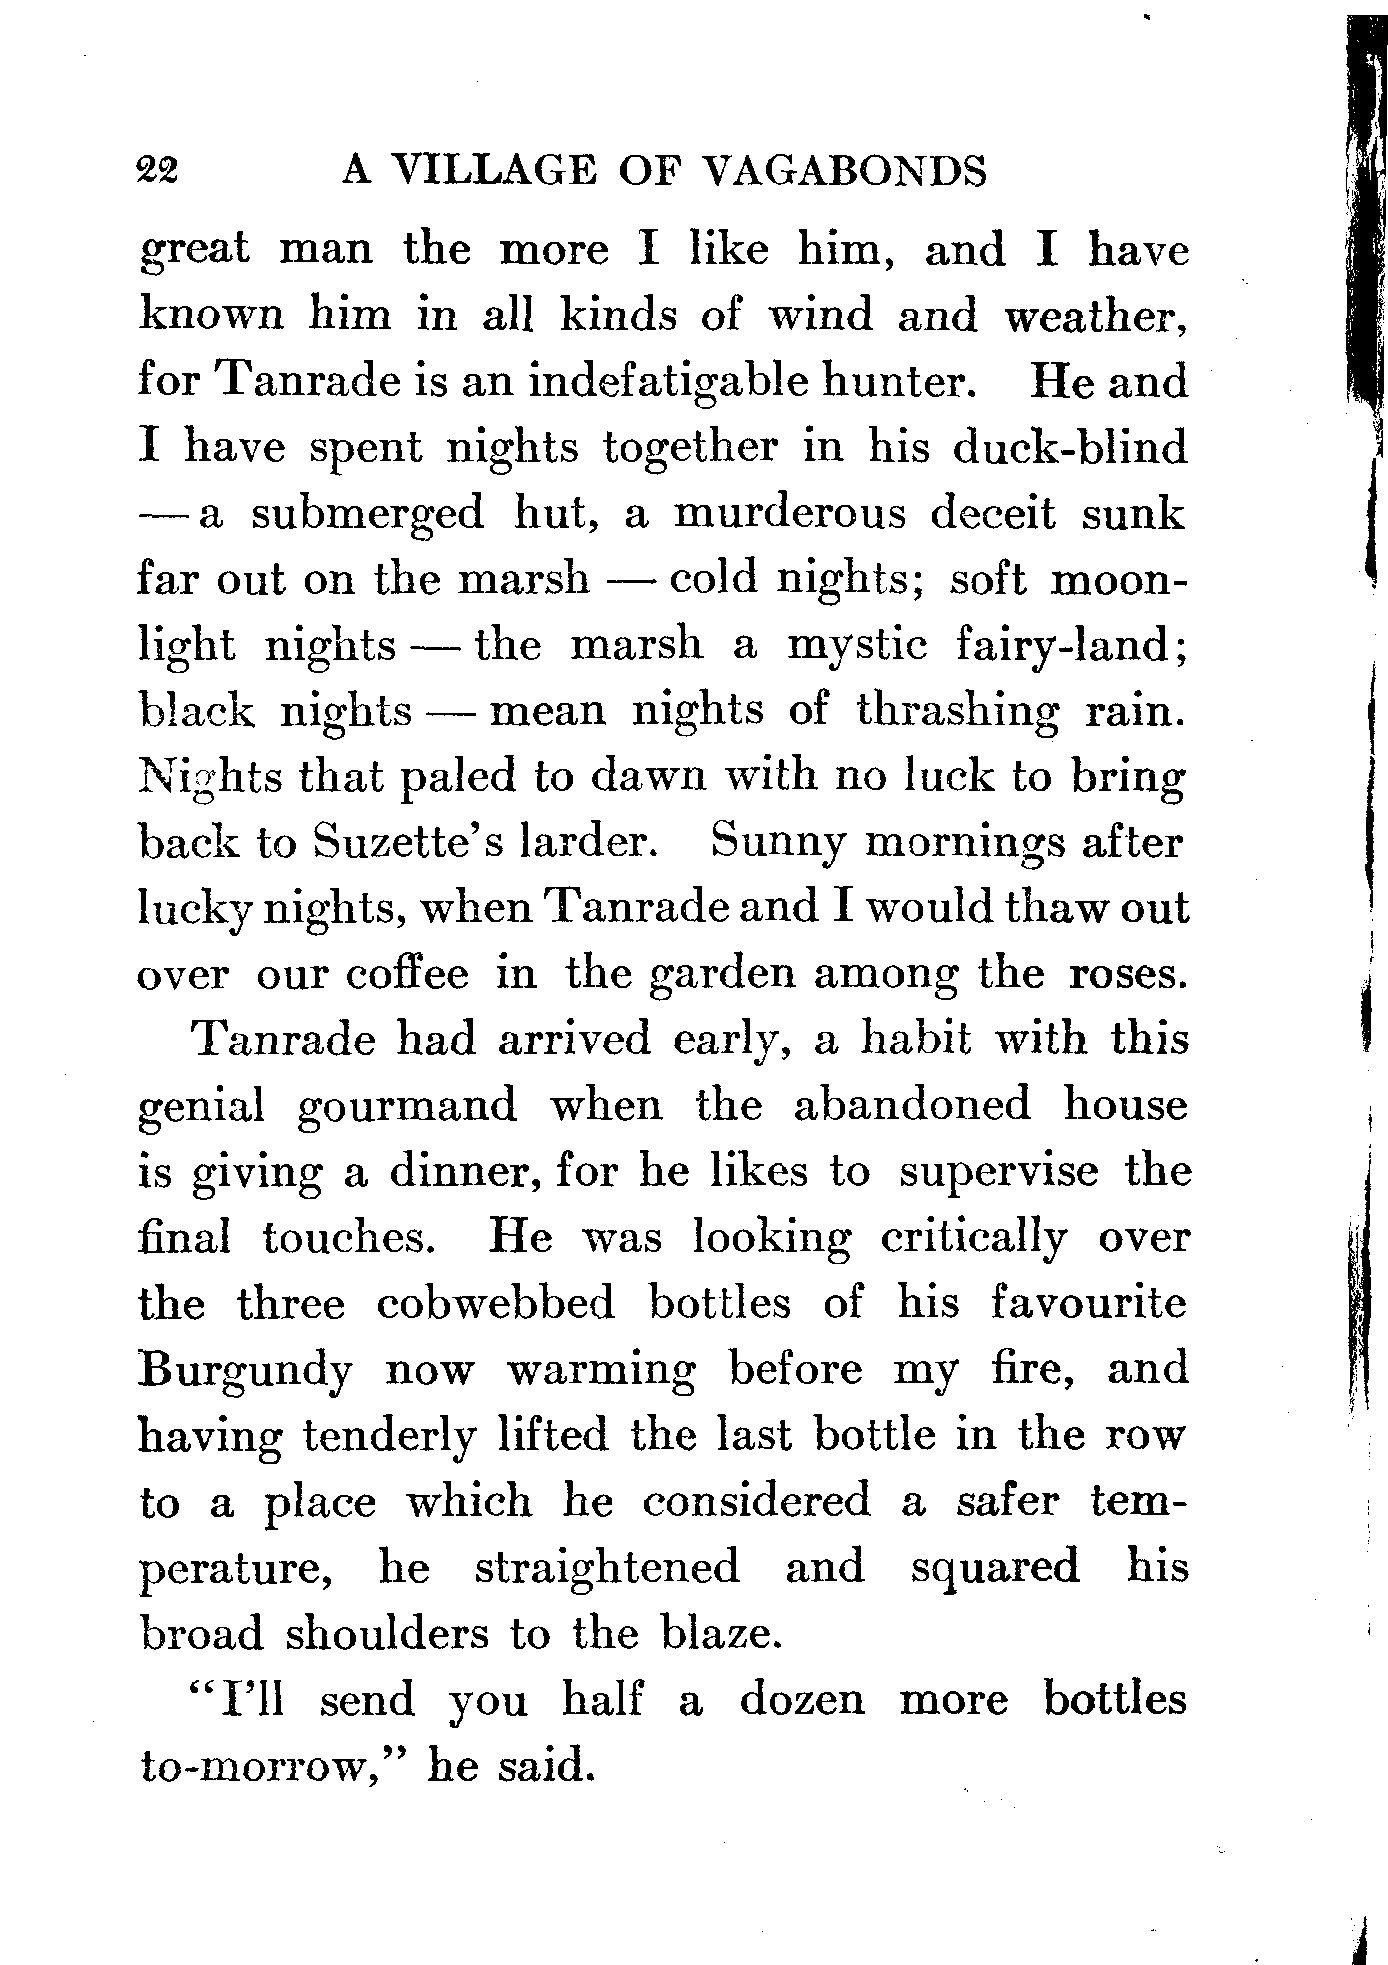 22 A VILLAGE OF VAGABONDS
great man the more I like him, and I have
known him in all kinds of wind and weather,
for Tanrade is an indefatigable hunter. He and
I have spent nights together in his duck-blind
— a submerged hut, a murderous deceit sunk
far out on the marsh — cold nights; soft moon-
light nights — the marsh a mystic fairy-land;
black nights — mean nights of thrashing rain.
Nights that paled to dawn with no luck to bring
back to Suzette's larder. Sunny mornings after
lucky nights, when Tanrade and I would thaw out
over our coffee in the garden among the roses.
Tanrade had arrived early, a habit with this
genial gourmand when the abandoned house
is giving a dinner, for he likes to supervise the
final touches. He was looking critically over
the three cobwebbed bottles of his favourite
Burgundy now warming before my fire, and
having tenderly lifted the last bottle in the row
to a place which he considered a safer tem-
perature, he straightened and squared his
broad shoulders to the blaze.
"I'll send you half a dozen more bottles
to-morrow," he said.